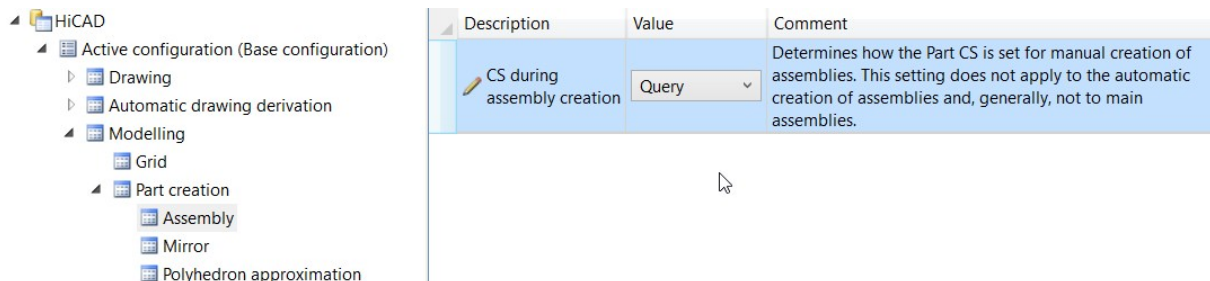 HiCAD
Active configuration (Base configuration)
Drawing
Automatic drawing derivation
Modelling
Grid
Part creation
Assembly
Mirror
Polyhedron approximation
Description Value Comment
CS during
assembly creation
Query
Determines how the Part CS is set for manual creation of
assemblies. This setting does not apply to the automatic
creation of assemblies and, generally, not to main
assemblies.